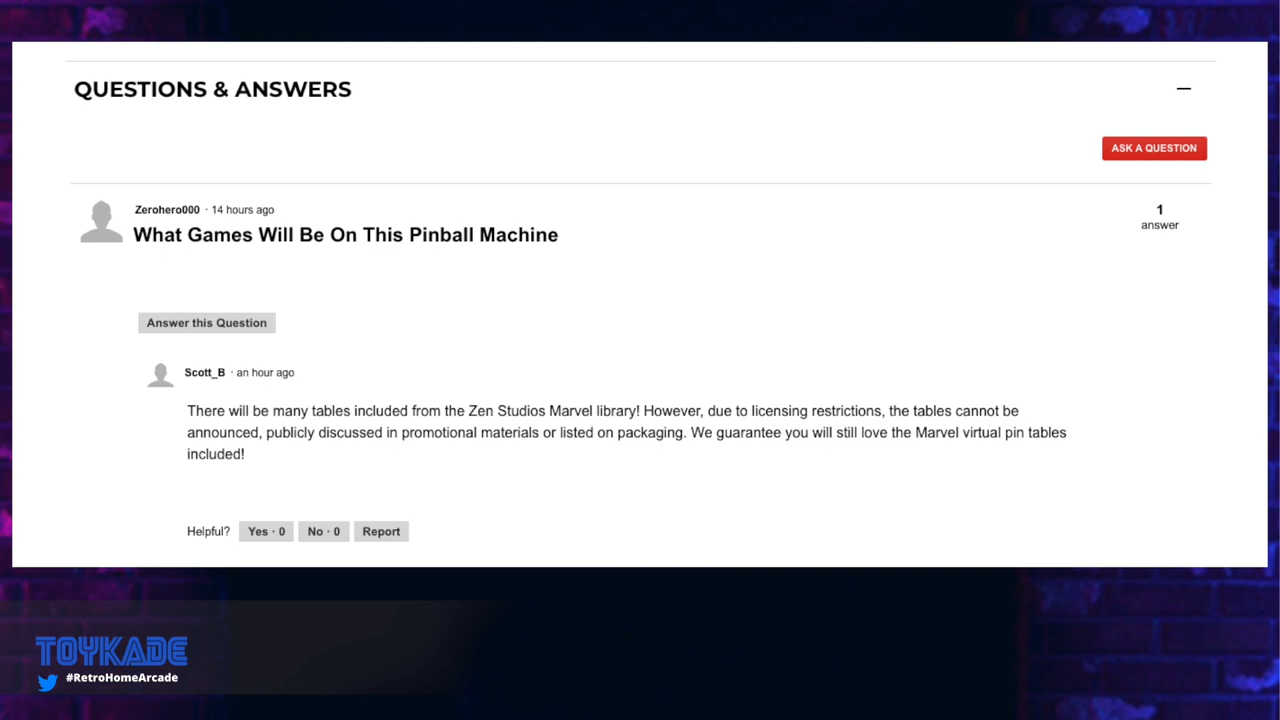 QUESTIONS & ANSWERS
ASK A QUESTION
Zerohero000 · 14 hours ago
What Games Will Be On This Pinball Machine
1
answer
Answer this Question
Scott_B · an hour ago
There will be many tables included from the Zen Studios Marvel library! However, due to licensing restrictions, the tables cannot be
announced, publicly discussed in promotional materials or listed on packaging. We guarantee you will still love the Marvel virtual pin tables
included!
Helpful? Yes · 0 No · 0 Report
TOYKADE
#RetroHomeArcade